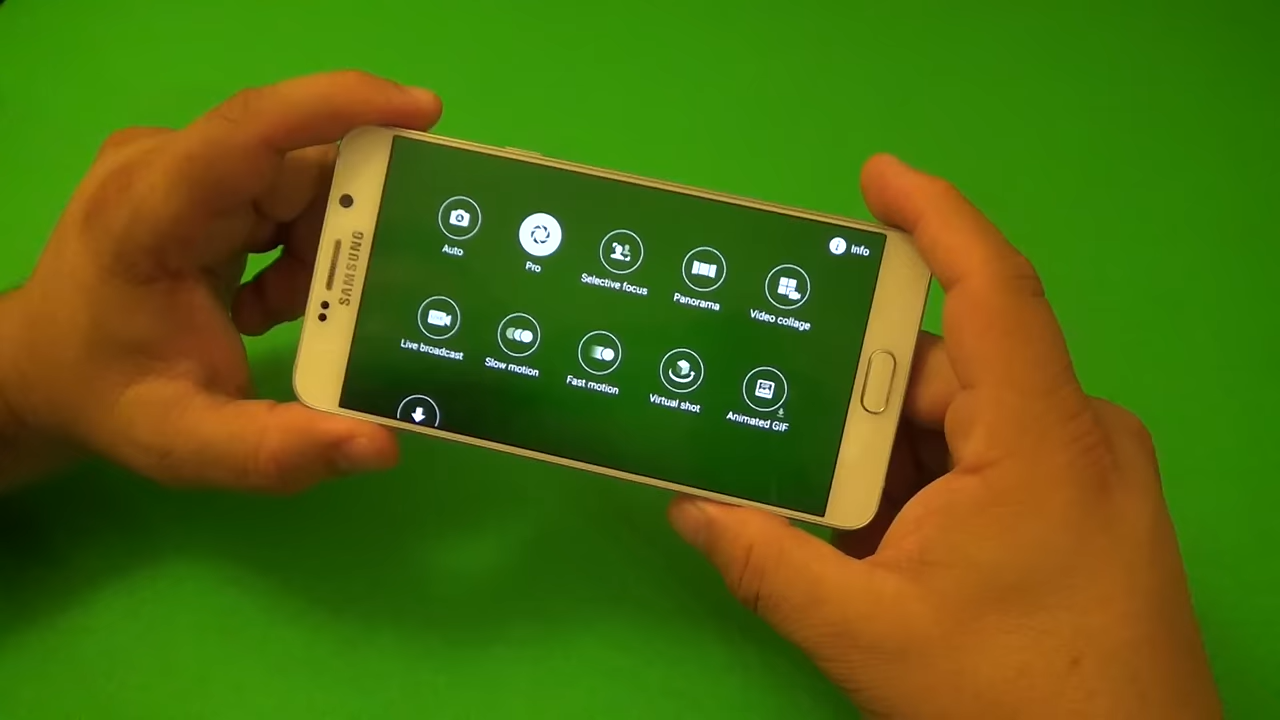 SAMSUNG
Info
Auto
Pro
Selective focus
Panorama
Video collage
Live broadcast
Slow motion
Fast motion
Virtual shot
Animated GIF